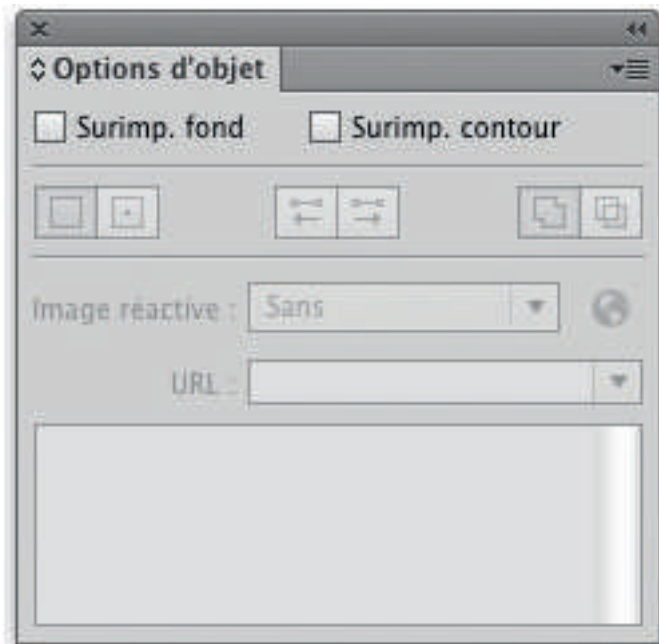 Options d'objet
Surimp. fond Surimp. contour
Image réactive : Sans
URL :